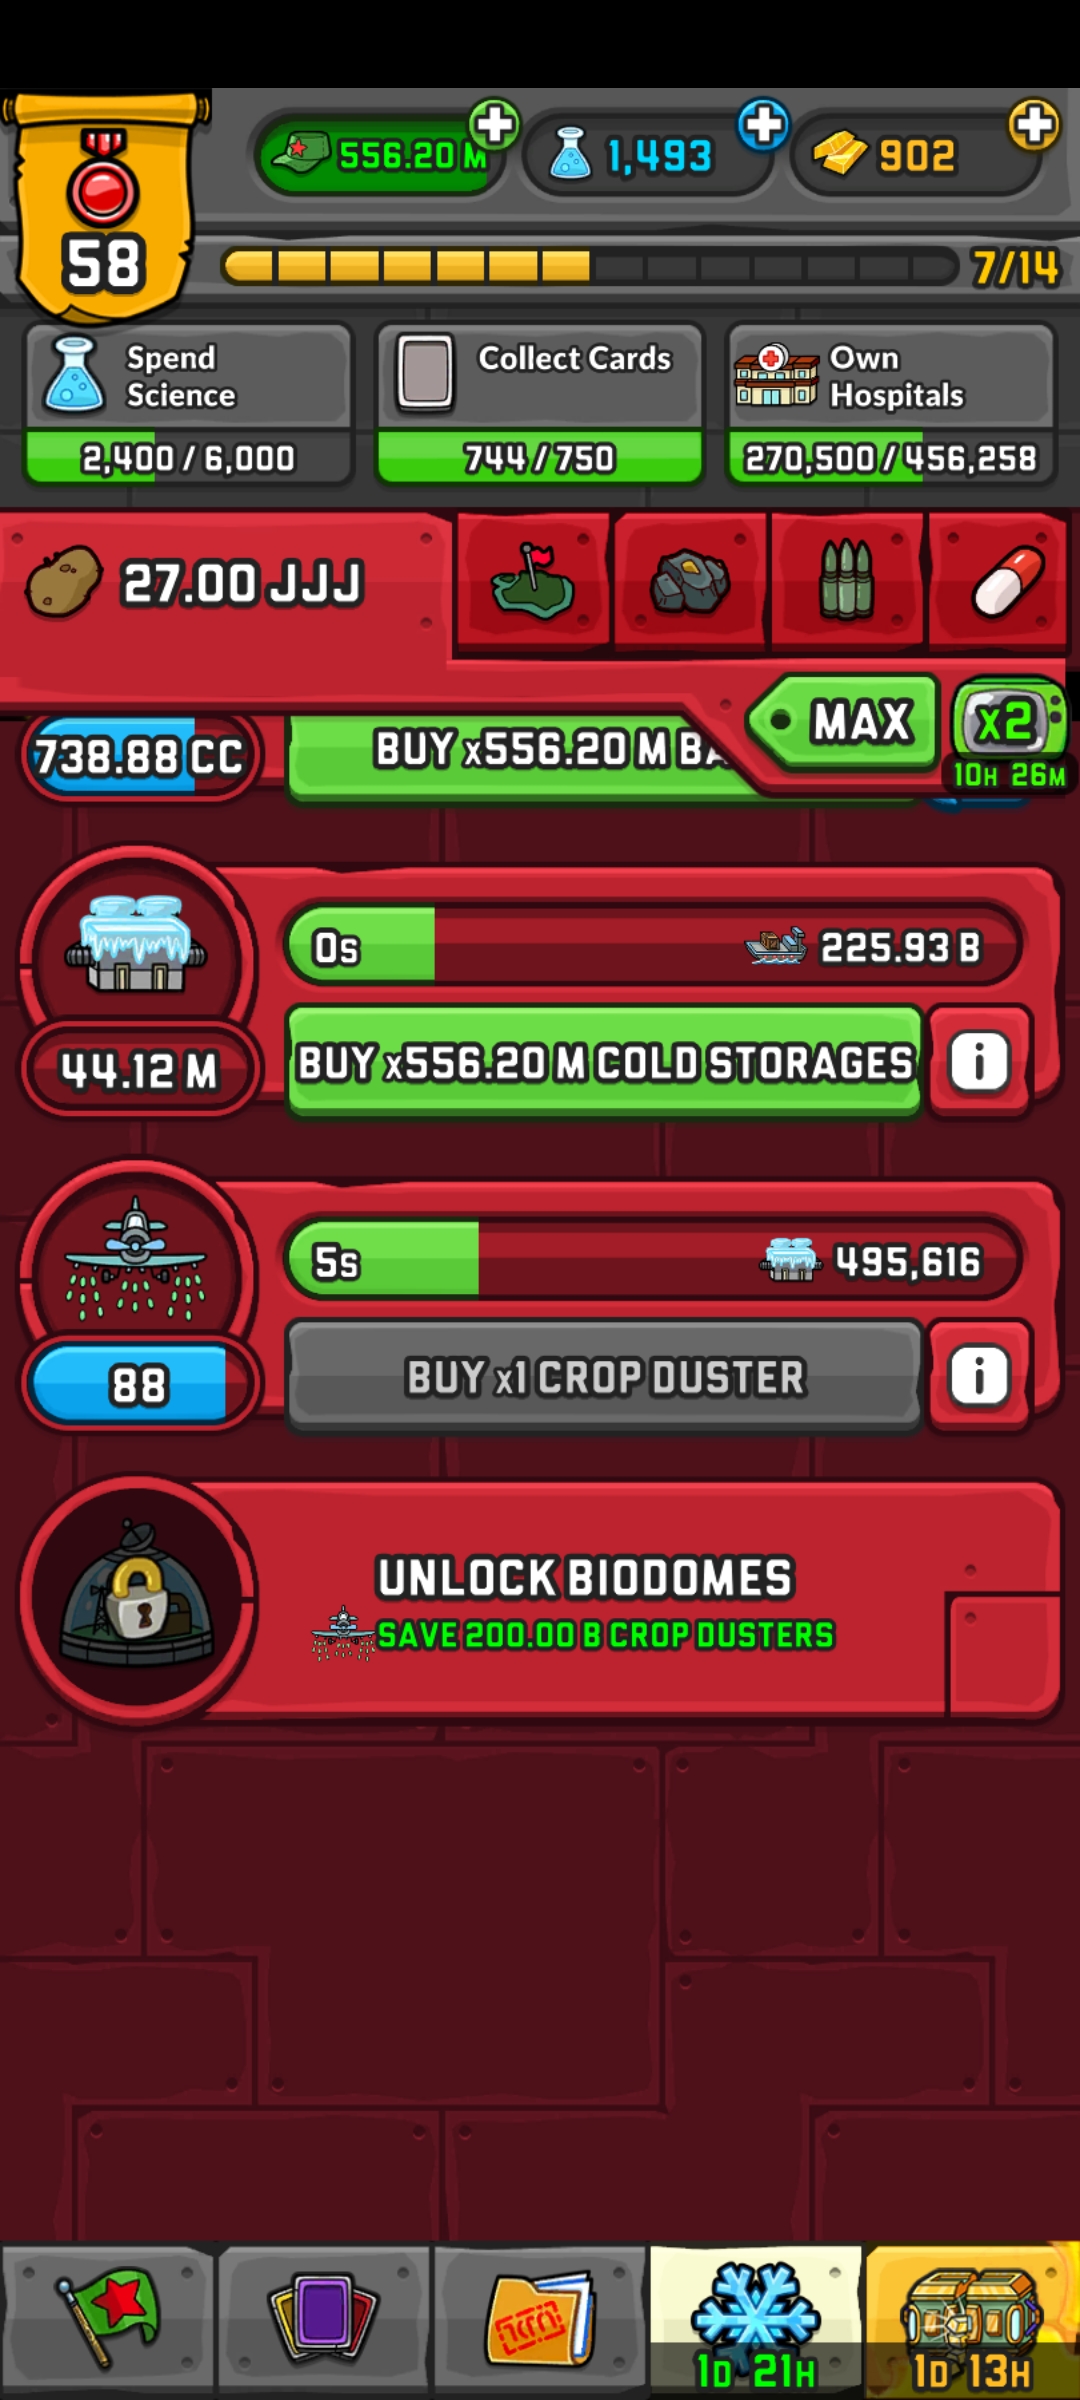 556.20 M
1,493
902
58
7/14
Spend
Science
2,400 / 6,000
Collect Cards
744 / 750
Own
Hospitals
270,500 / 456,258
27.00 JJJ
MAX
x2
10H 26M
738.88 CC
BUY x556.20 M BA
0s
225.93 B
44.12 M
BUY x556.20 M COLD STORAGES
i
5s
495,616
88
BUY x1 CROP DUSTER
i
UNLOCK BIODOMES
SAVE 200.00 B CROP DUSTERS
1D 21H
1D 13H